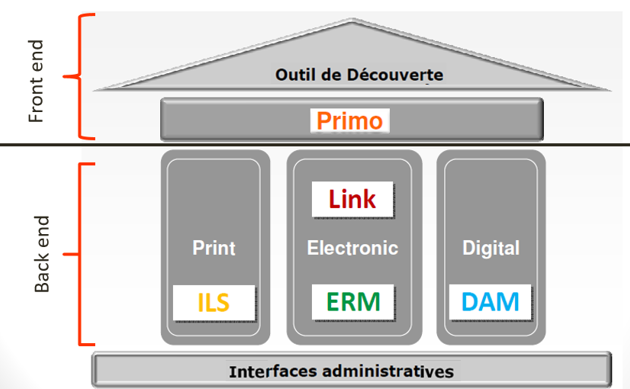 Front end
Outil de Découverte
Primo
Back end
Link
Print
Electronic
Digital
ILS
ERM
DAM
Interfaces administratives